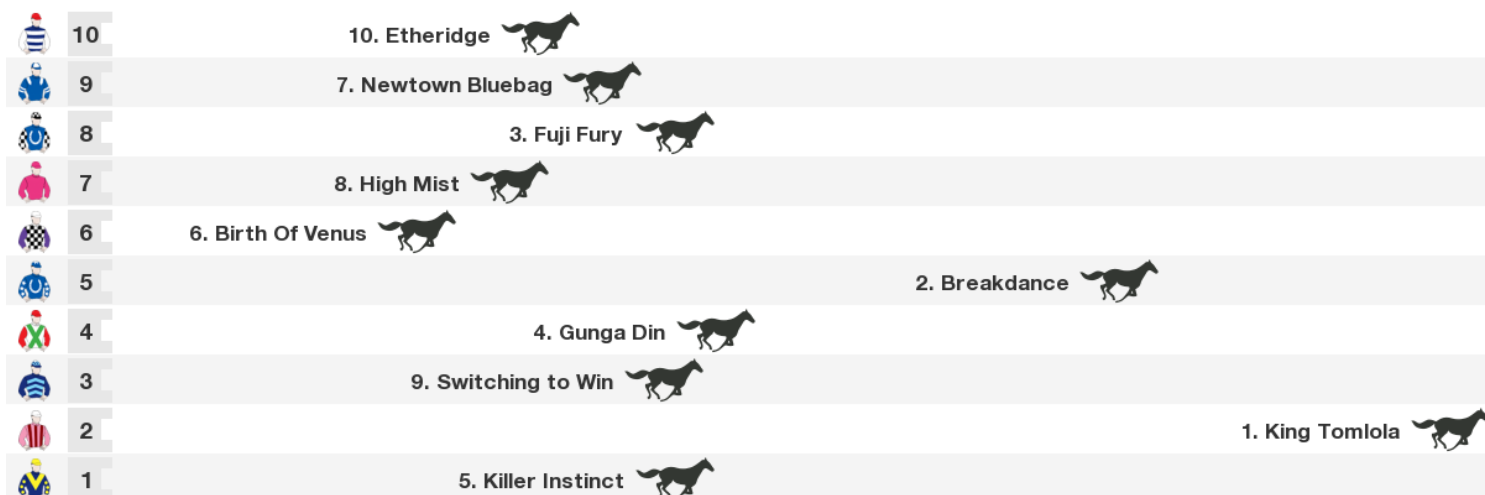 10 10. Etheridge
9 7. Newtown Bluebag
8 3. Fuji Fury
7 8. High Mist
6 6. Birth Of Venus
5 2. Breakdance
4 4. Gunga Din
3 9. Switching to Win
2 1. King Tomlola
1 5. Killer Instinct